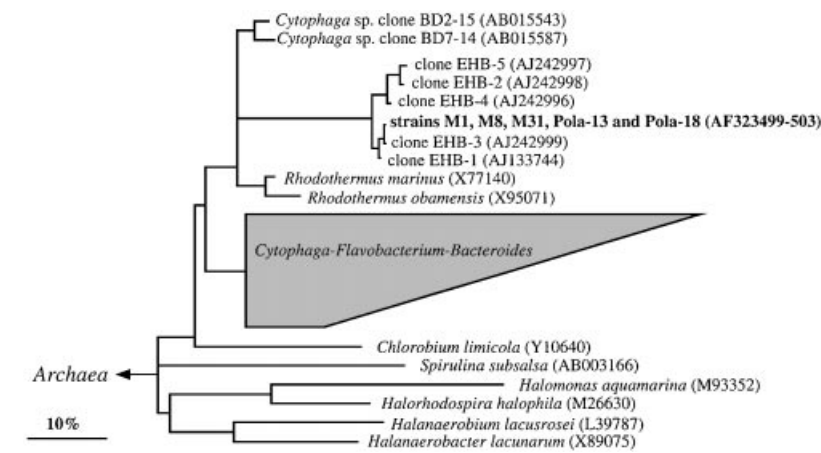 Cytophaga sp. clone BD2-15 (AB015543)
Cytophaga sp. clone BD7-14 (AB015587)
clone EHB-5 (AJ242997)
clone EHB-2 (AJ242998)
clone EHB-4 (AJ242996)
strains M1, M8, M31, Pola-13 and Pola-18 (AF323499-503)
clone EHB-3 (AJ242999)
clone EHB-1 (AJ133744)
Rhodothermus marinus (X77140)
Rhodothermus obamensis (X95071)
Cytophaga-Flavobacterium-Bacteroides
Chlorobium limicola (Y10640)
Spirulina subsalsa (AB003166)
Archaea
Halomonas aquamarina (M93352)
Halorhodospira halophila (M26630)
Halanaerobium lacusrosei (L39787)
Halanaerobacter lacunarum (X89075)
10%